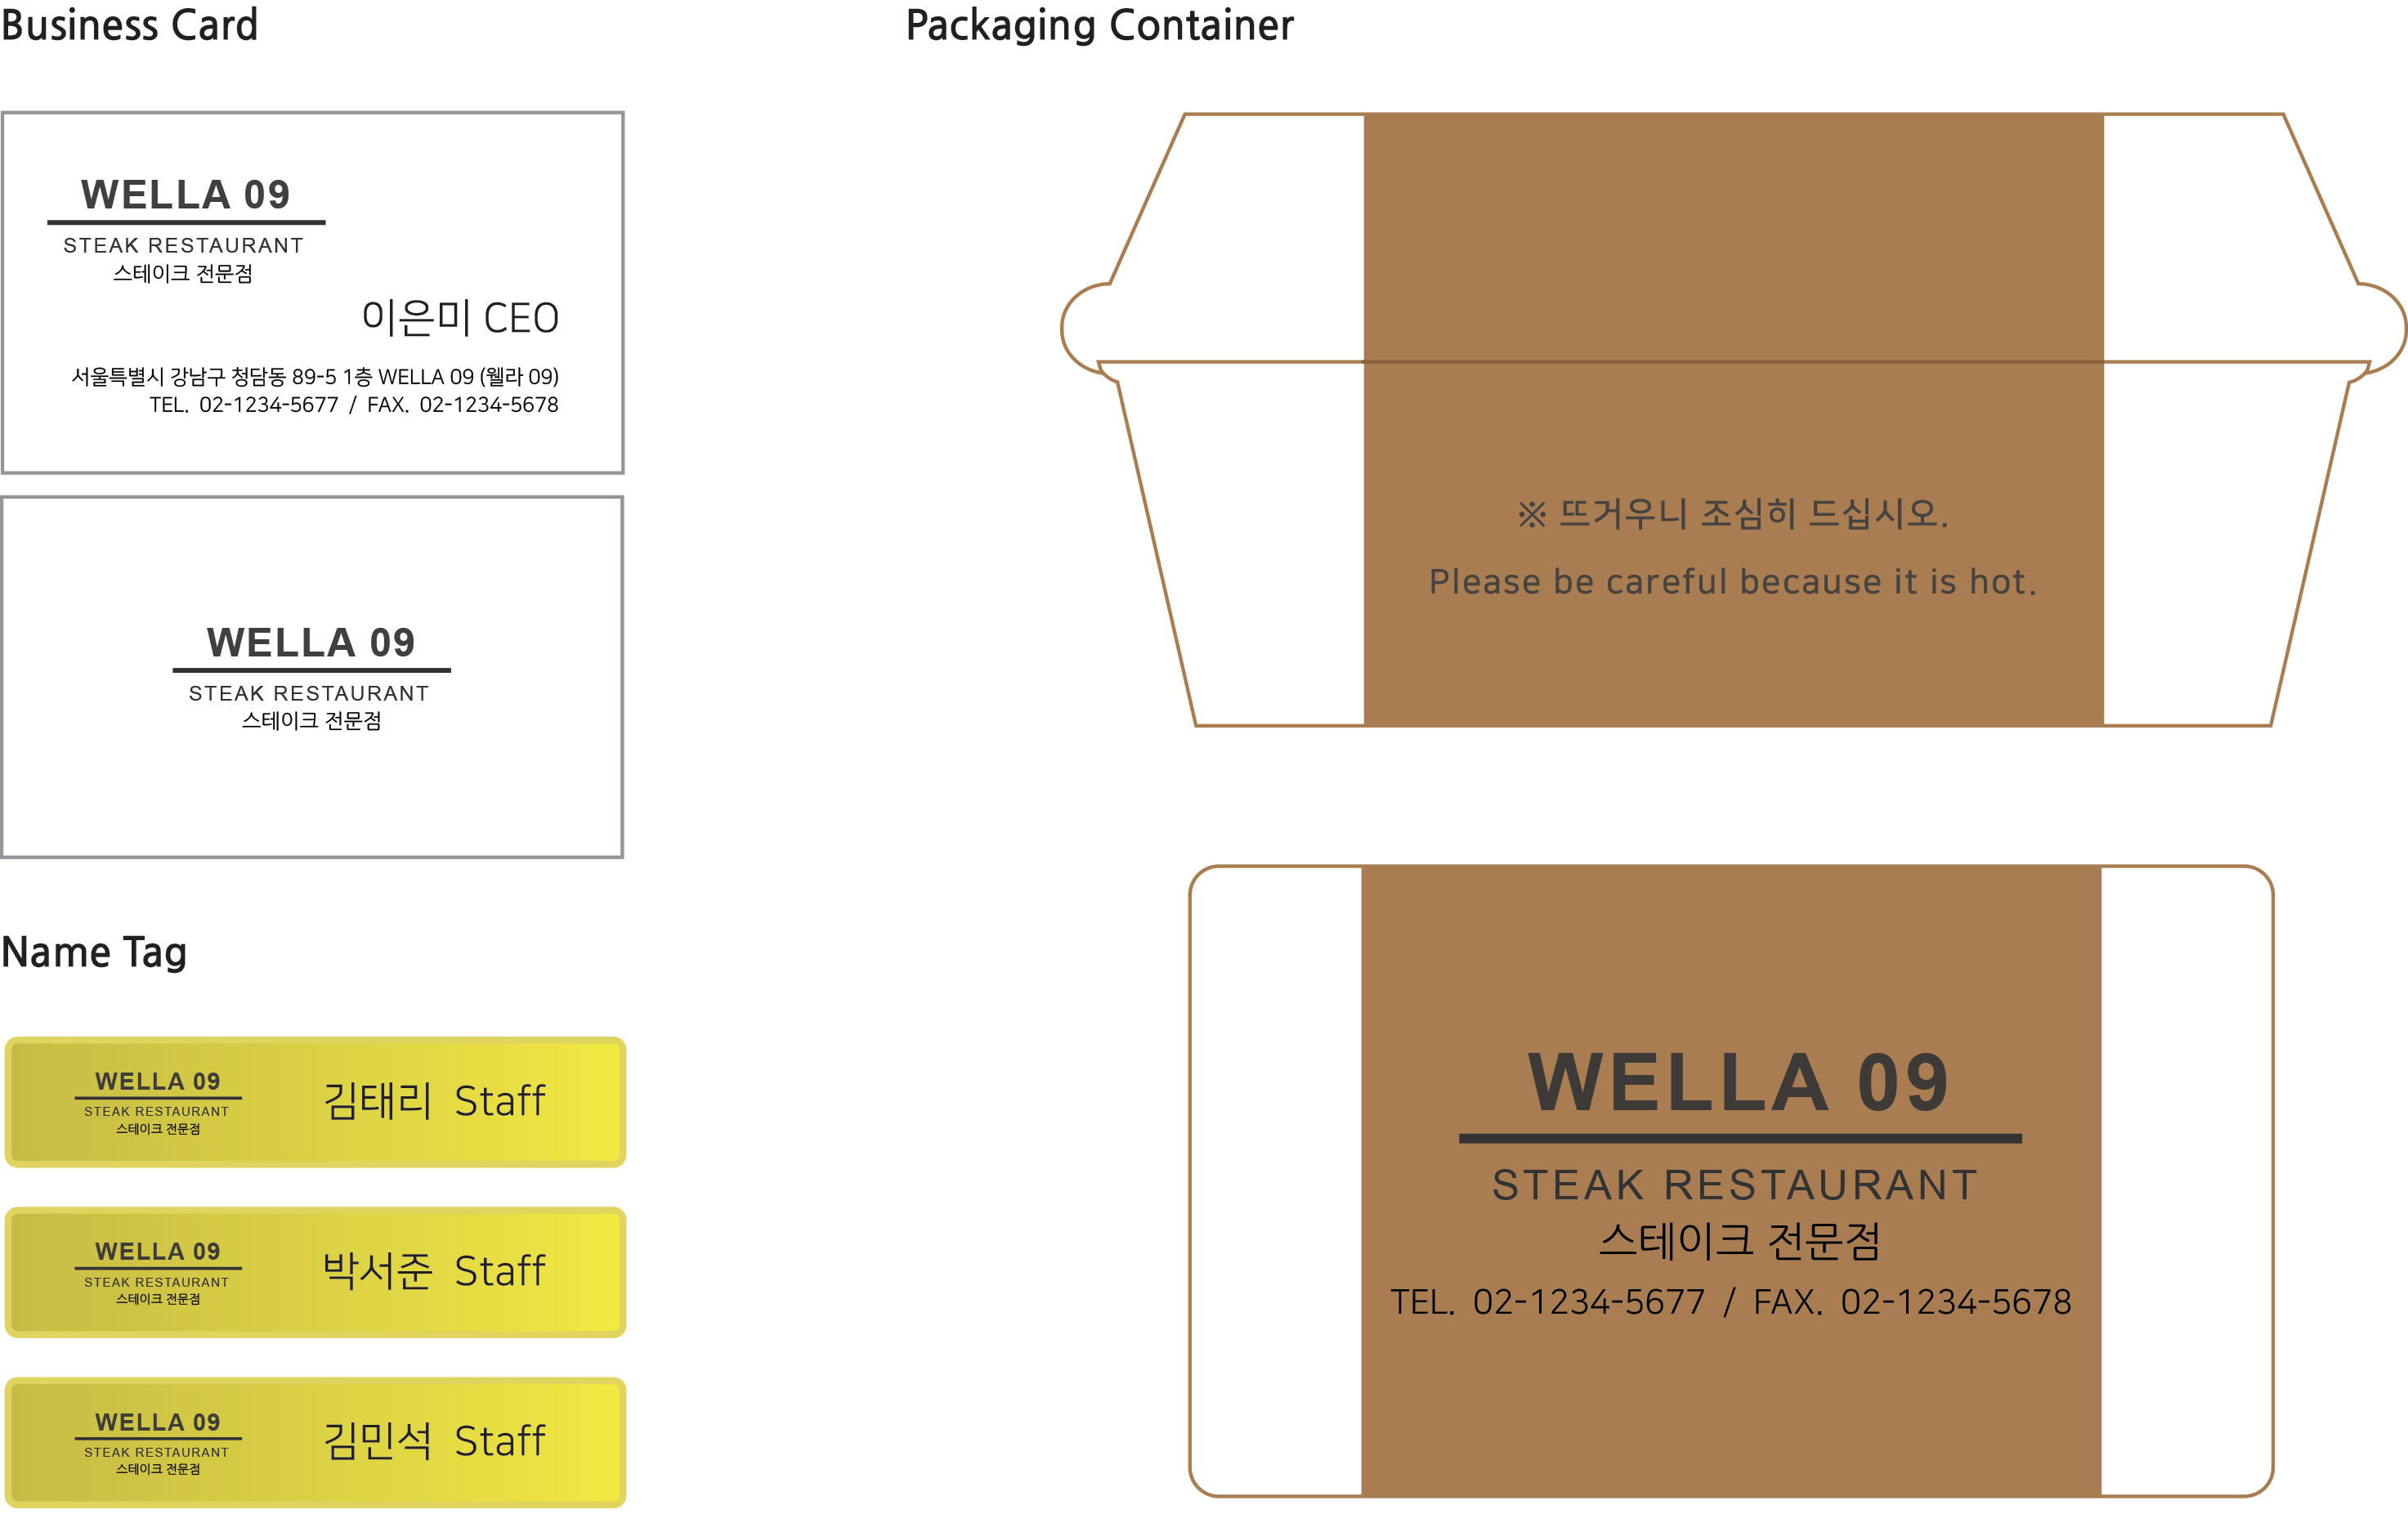 Business Card
WELLA 09
STEAK RESTAURANT
스테이크 전문점
이은미 CEO
서울특별시 강남구 청담동 89-5 1층 WELLA 09 (웰라 09)
TEL. 02-1234-5677 / FAX. 02-1234-5678
WELLA 09
STEAK RESTAURANT
스테이크 전문점
Name Tag
WELLA 09
STEAK RESTAURANT
스테이크 전문점
김태리 Staff
WELLA 09
STEAK RESTAURANT
스테이크 전문점
박서준 Staff
WELLA 09
STEAK RESTAURANT
스테이크 전문점
김민석 Staff
Packaging Container
※ 뜨거우니 조심히 드십시오.
Please be careful because it is hot.
WELLA 09
STEAK RESTAURANT
스테이크 전문점
TEL. 02-1234-5677 / FAX. 02-1234-5678